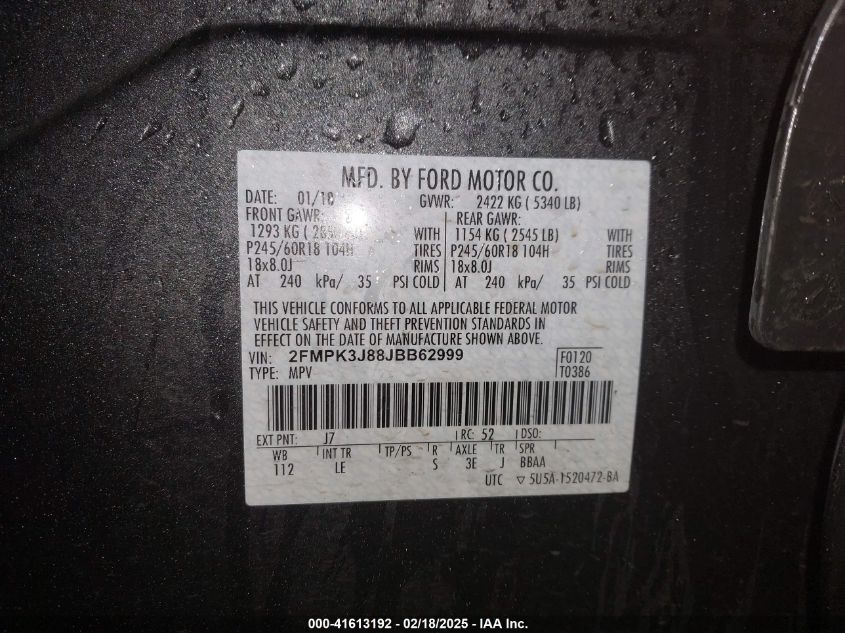 MFD. BY FORD MOTOR CO.
DATE: 01/18 GVWR: 2422 KG ( 5340 LB)
FRONT GAWR: REAR GAWR:
1293 KG ( WITH 1154 KG ( 2545 LB) WITH
P245/60R18 104H TIRES P245/60R18 104H TIRES
18x8.0J RIMS 18x8.0J RIMS
AT 240 kPa/ 35 PSI COLD AT 240 kPa/ 35 PSI COLD
THIS VEHICLE CONFORMS TO ALL APPLICABLE FEDERAL MOTOR
VEHICLE SAFETY AND THEFT PREVENTION STANDARDS IN
EFFECT ON THE DATE OF MANUFACTURE SHOWN ABOVE.
VIN: 2FMPK3J88JBB62999 F0120
TYPE: MPV T0386
EXT PNT: J7 RC: 52 DSO:
WB INT TR TP/PS R AXLE TR SPR
112 LE S 3E J BBAA
UTC ▽ 5U5A-1520472-BA
000-41613192 - 02/18/2025 - IAA Inc.